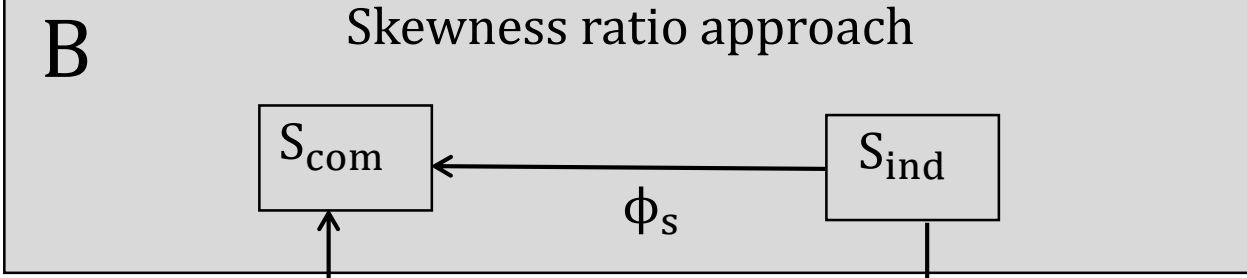 B
Skewness ratio approach
S_com
S_ind
ϕ_s